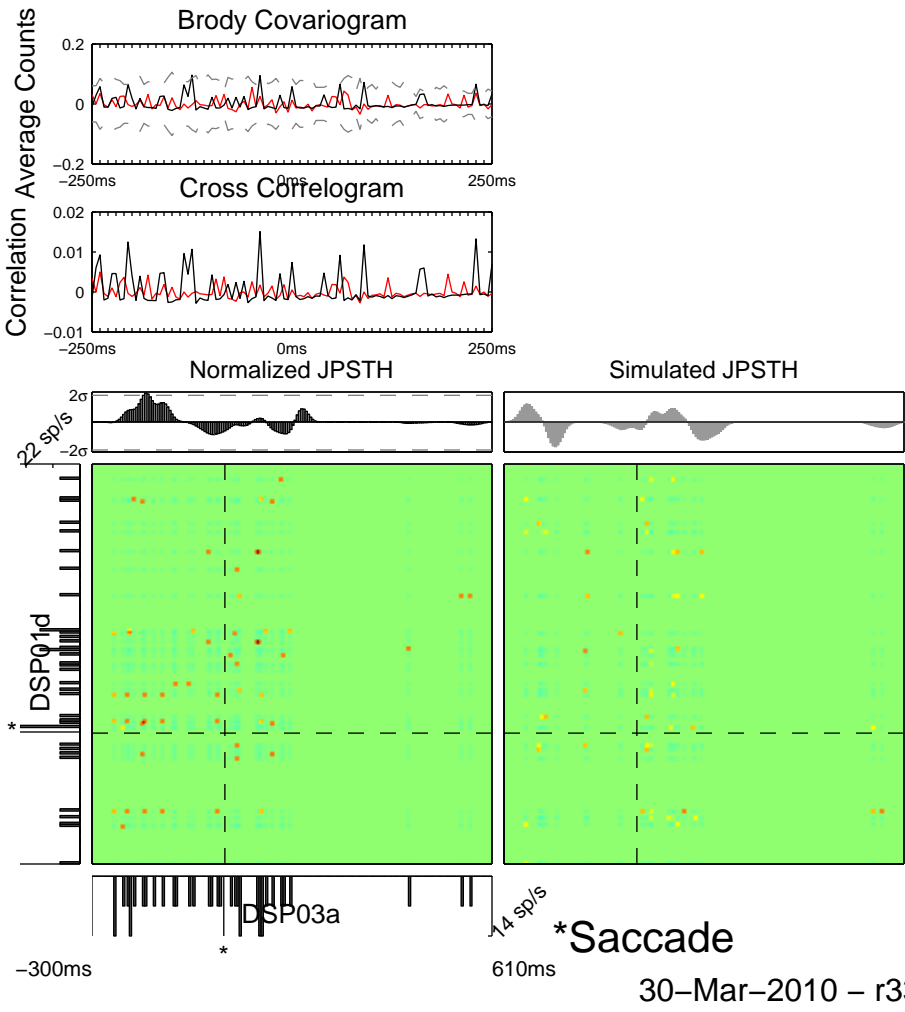 Brody Covariogram
Average Counts
0.2
0
−0.2
−250ms
0ms
250ms
Cross Correlogram
Correlation
0.02
0.01
0
−0.01
−250ms
0ms
250ms
Normalized JPSTH
Simulated JPSTH
2σ
−2σ
22 sp/s
DSP01d
*
DSP03a
14 sp/s
*
*Saccade
−300ms
610ms
30−Mar−2010 − r3